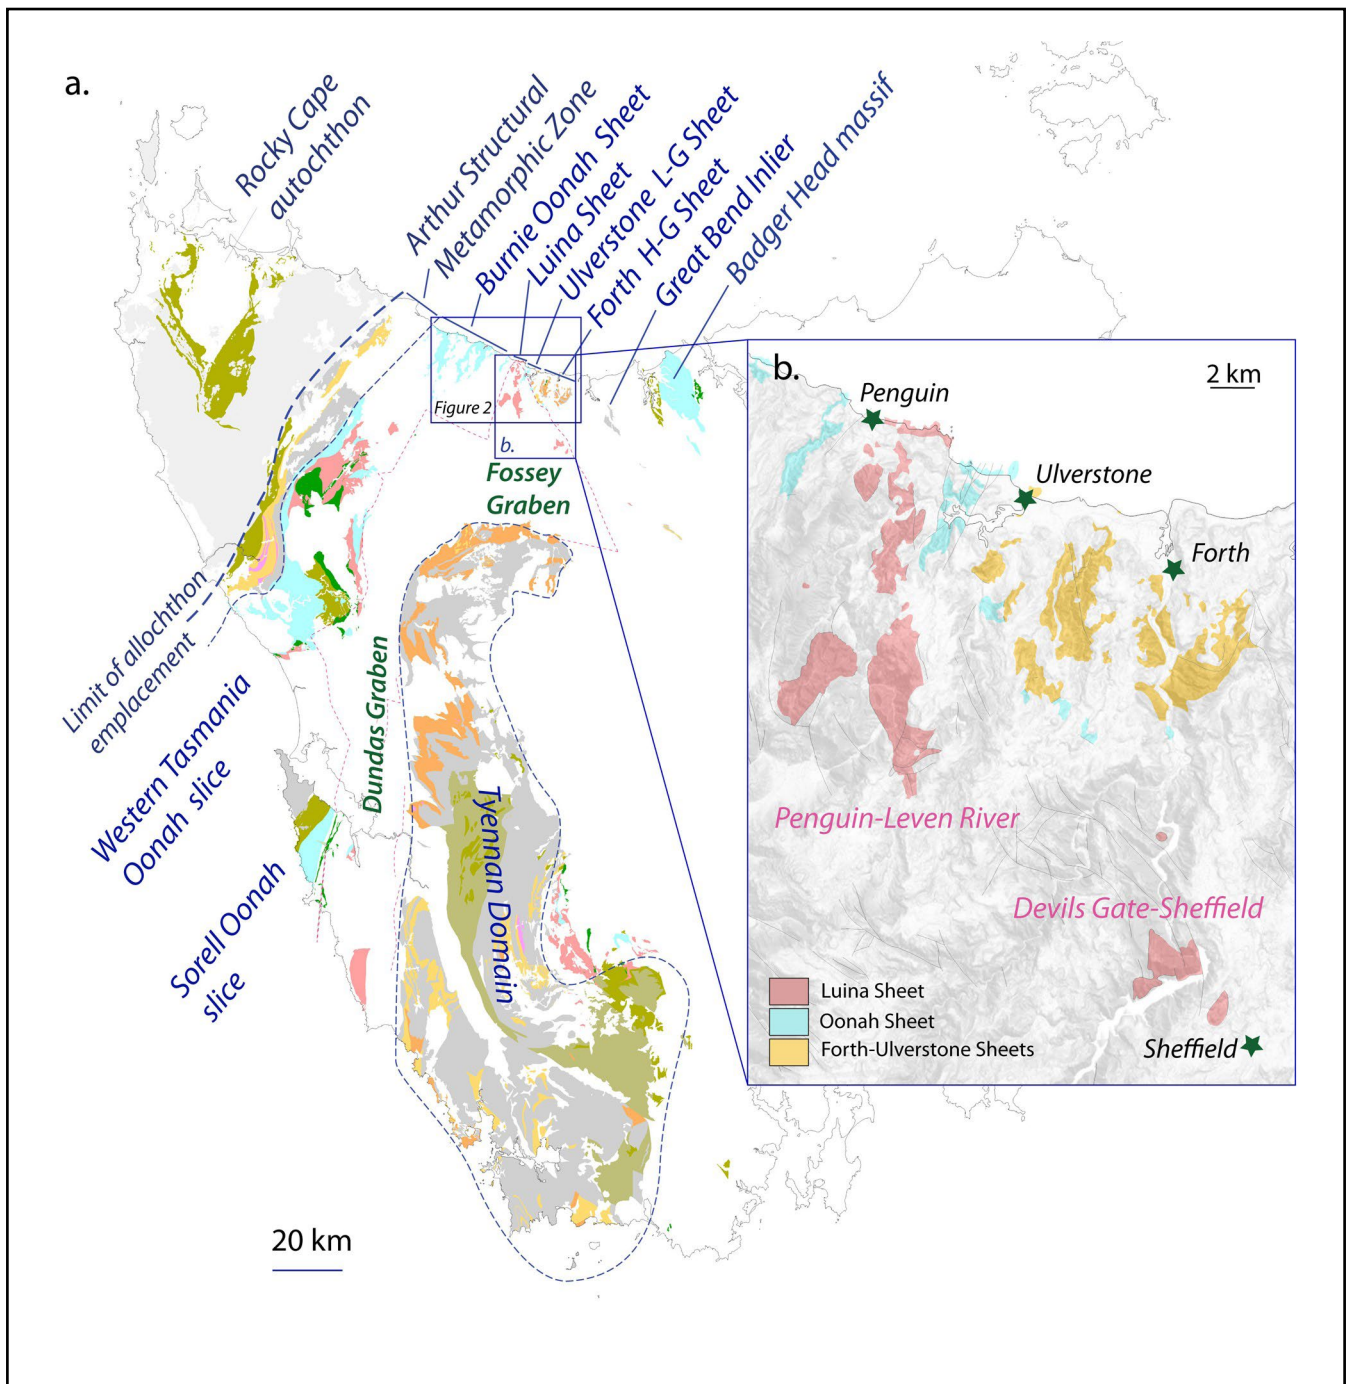 a.
Rocky Cape
autochthon
Arthur Structural
Metamorphic Zone
Burnie Oonah Sheet
Luina Sheet
Ulverstone L-G Sheet
Forth H-G Sheet
Great Bend Inlier
Badger Head massif
Figure 2
b.
Fossey
Graben
Limit of allochthon
emplacement
Western Tasmania
Oonah slice
Dundas Graben
Tyennan Domain
Sorell Oonah
slice
20 km
b.
2 km
Penguin
Ulverstone
Forth
Penguin-Leven River
Devils Gate-Sheffield
Luina Sheet
Oonah Sheet
Forth-Ulverstone Sheets
Sheffield